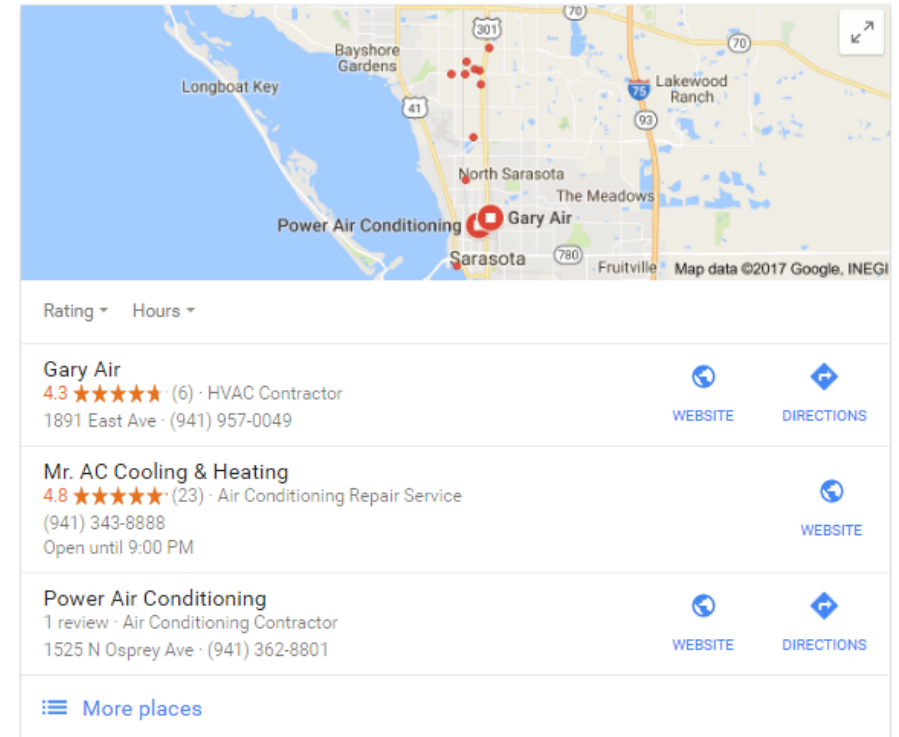 70
301
Bayshore
Gardens
70
Longboat Key
75
Lakewood
Ranch
41
93
North Sarasota
The Meadows
Power Air Conditioning
Gary Air
Sarasota
780
Fruitville
Map data ©2017 Google, INEGI
Rating Hours
Gary Air
4.3 (6) · HVAC Contractor
1891 East Ave · (941) 957-0049
WEBSITE DIRECTIONS
Mr. AC Cooling & Heating
4.8 (23) · Air Conditioning Repair Service
(941) 343-8888
Open until 9:00 PM
WEBSITE
Power Air Conditioning
1 review · Air Conditioning Contractor
1525 N Osprey Ave · (941) 362-8801
WEBSITE DIRECTIONS
More places